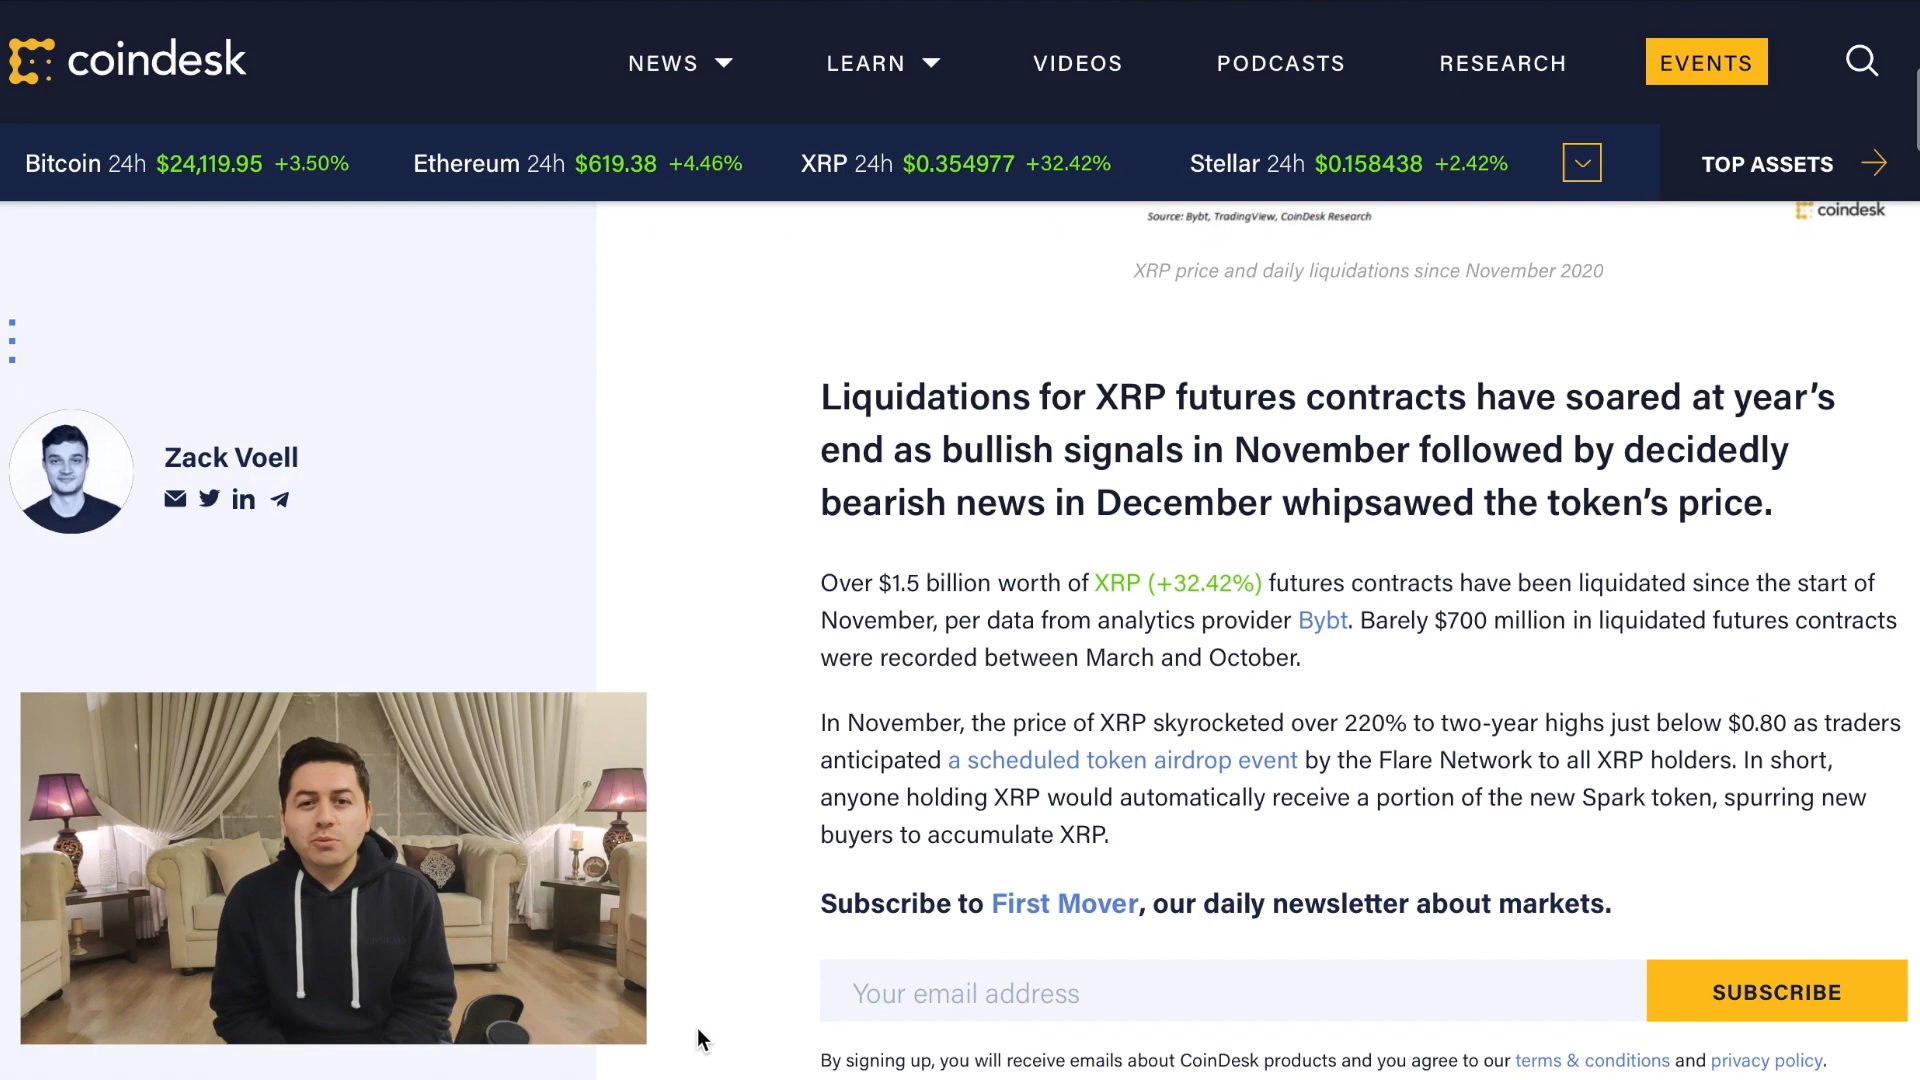 coindesk
NEWS
LEARN
VIDEOS
PODCASTS
RESEARCH
EVENTS
Bitcoin 24h $24,119.95 +3.50%
Ethereum 24h $619.38 +4.46%
XRP 24h $0.354977 +32.42%
Stellar 24h $0.158438 +2.42%
TOP ASSETS
Source: Bybt, TradingView, CoinDesk Research
coindesk
XRP price and daily liquidations since November 2020
Zack Voell
in
Liquidations for XRP futures contracts have soared at year’s
end as bullish signals in November followed by decidedly
bearish news in December whipsawed the token’s price.
Over $1.5 billion worth of XRP (+32.42%) futures contracts have been liquidated since the start of
November, per data from analytics provider Bybt. Barely $700 million in liquidated futures contracts
were recorded between March and October.
In November, the price of XRP skyrocketed over 220% to two-year highs just below $0.80 as traders
anticipated a scheduled token airdrop event by the Flare Network to all XRP holders. In short,
anyone holding XRP would automatically receive a portion of the new Spark token, spurring new
buyers to accumulate XRP.
Subscribe to First Mover, our daily newsletter about markets.
Your email address
SUBSCRIBE
By signing up, you will receive emails about CoinDesk products and you agree to our terms & conditions and privacy policy.